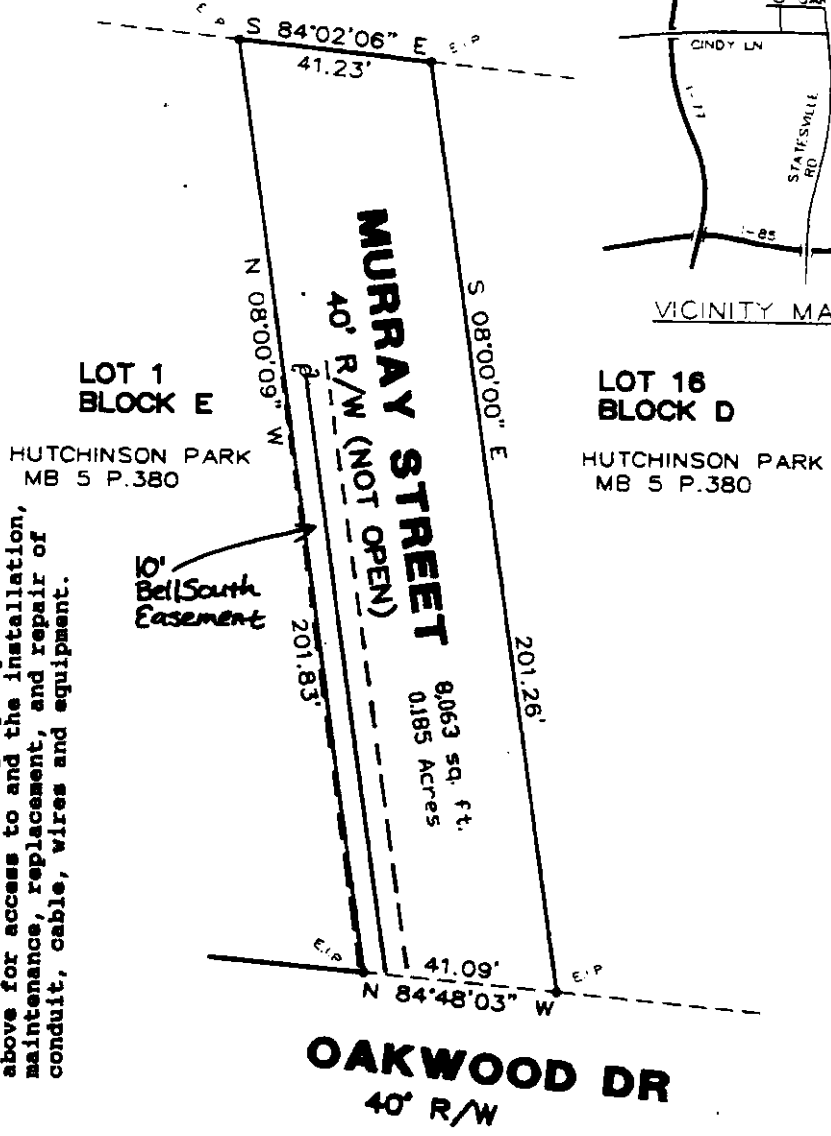 E.I.P
S 84°02'06" E
41.23'
E.I.P
CINDY LN
I-77
STATESVILLE
RD
I-85
VICINITY MA
MURRAY STREET
40' R/W (NOT OPEN)
N 08°00'09" W
201.83'
S 08°00'00" E
201.26'
8,063 sq. ft.
0.185 Acres
LOT 1
BLOCK E
HUTCHINSON PARK
MB 5 P.380
LOT 16
BLOCK D
HUTCHINSON PARK
MB 5 P.380
10'
BellSouth
Easement
above for access to and the installation,
maintenance, replacement, and repair of
conduit, cable, wires and equipment.
E.I.P
41.09'
E.I.P
N 84°48'03" W
OAKWOOD DR
40' R/W